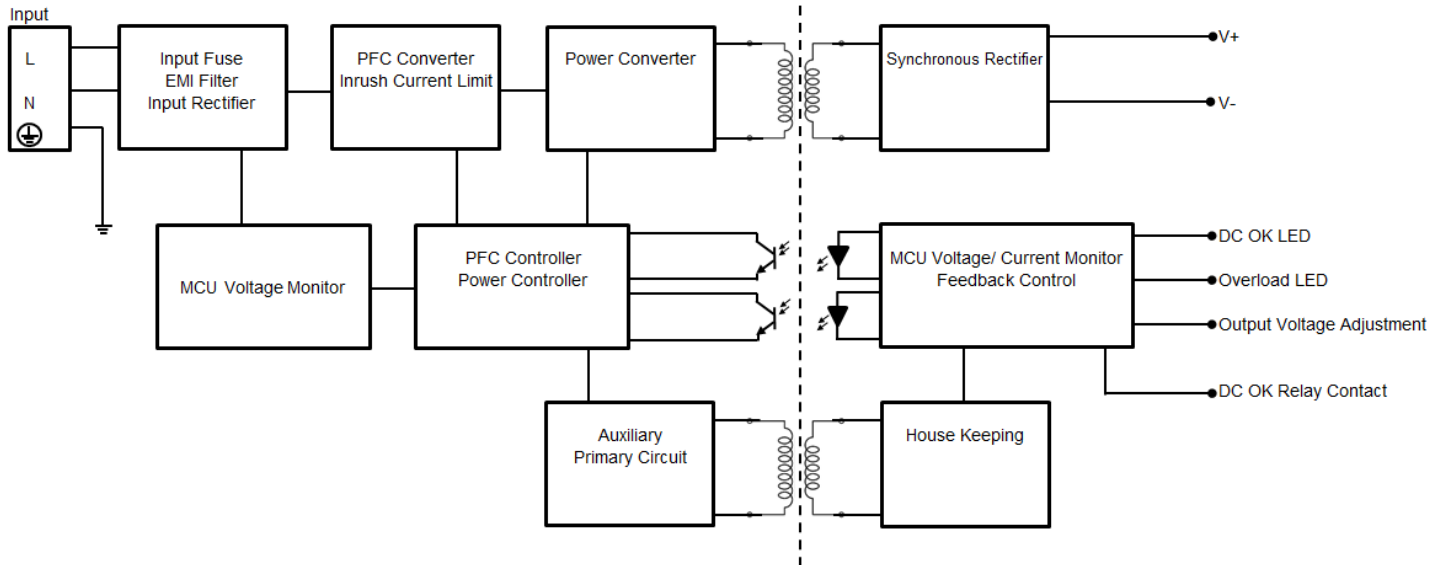 Input
L
N
Input Fuse
EMI Filter
Input Rectifier
PFC Converter
Inrush Current Limit
Power Converter
Synchronous Rectifier
V+
V-
MCU Voltage Monitor
PFC Controller
Power Controller
MCU Voltage/ Current Monitor
Feedback Control
DC OK LED
Overload LED
Output Voltage Adjustment
DC OK Relay Contact
Auxiliary
Primary Circuit
House Keeping